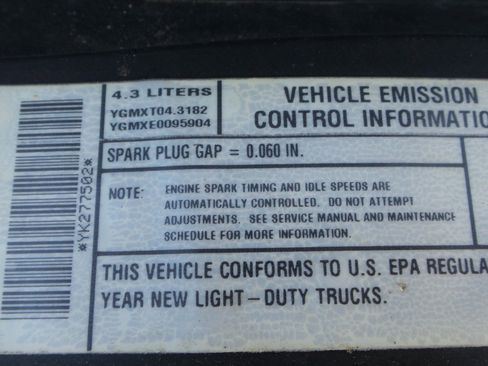 4.3 LITERS
YGMXT04.3182
YGMXE0095904
VEHICLE EMISSION
CONTROL INFORMATIO
SPARK PLUG GAP = 0.060 IN.
NOTE: ENGINE SPARK TIMING AND IDLE SPEEDS ARE
AUTOMATICALLY CONTROLLED. DO NOT ATTEMPT
ADJUSTMENTS. SEE SERVICE MANUAL AND MAINTENANCE
SCHEDULE FOR MORE INFORMATION.
THIS VEHICLE CONFORMS TO U.S. EPA REGULA
YEAR NEW LIGHT-DUTY TRUCKS.
*YK277502*